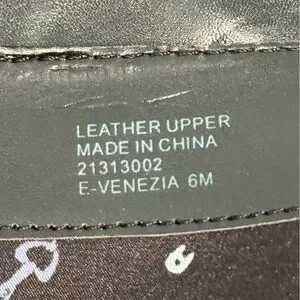 LEATHER UPPER
MADE IN CHINA
21313002
E-VENEZIA 6M